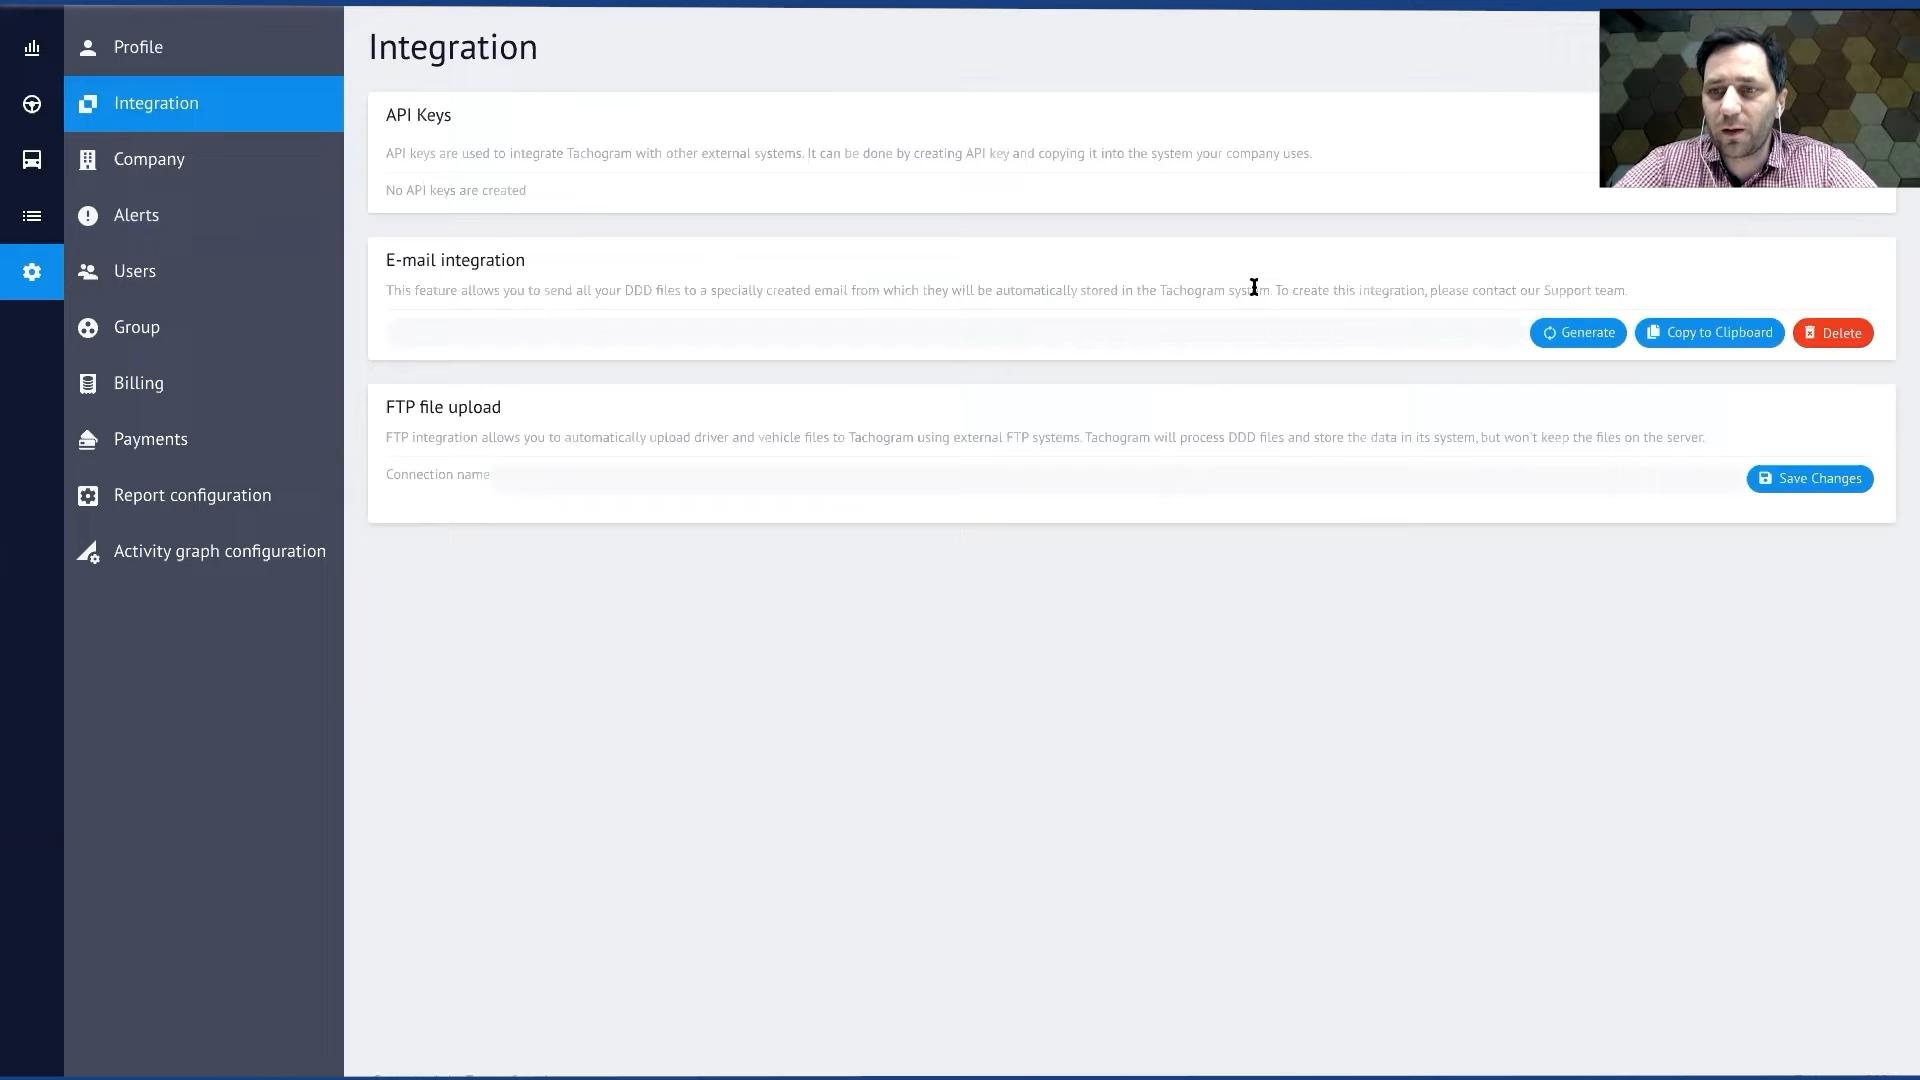 Profile
Integration
Company
Alerts
Users
Group
Billing
Payments
Report configuration
Activity graph configuration
Integration
API Keys
API keys are used to integrate Tachogram with other external systems. It can be done by creating API key and copying it into the system your company uses.
No API keys are created
E-mail integration
This feature allows you to send all your DDD files to a specially created email from which they will be automatically stored in the Tachogram system. To create this integration, please contact our Support team.
Generate
Copy to Clipboard
Delete
FTP file upload
FTP integration allows you to automatically upload driver and vehicle files to Tachogram using external FTP systems. Tachogram will process DDD files and store the data in its system, but won't keep the files on the server.
Connection name
Save Changes